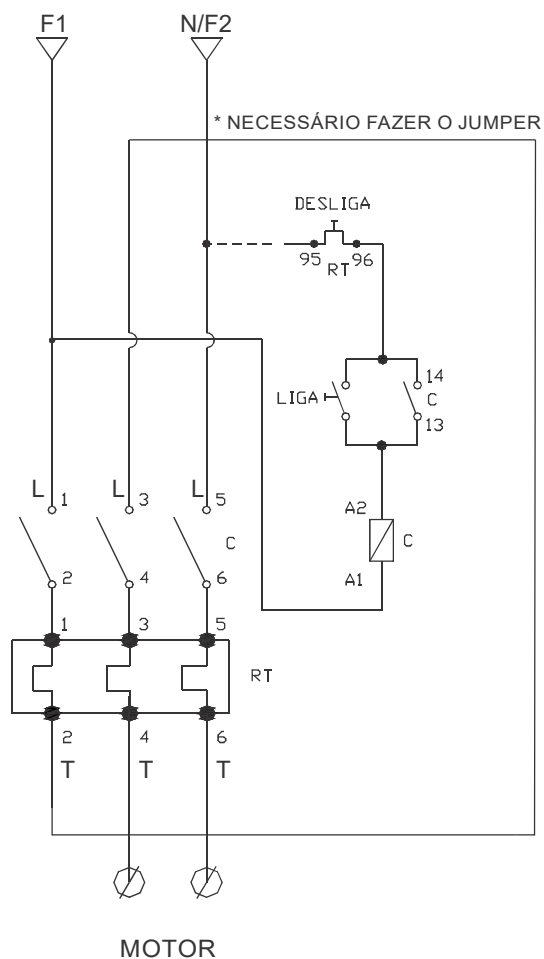 F1 N/F2
* NECESSÁRIO FAZER O JUMPER
DESLIGA
95 96
RT
14
LIGA C
13
L 1 L 3 L 5
A2
C C
A1
2 4 6
1 3 5
RT
2 4 6
T T T
MOTOR